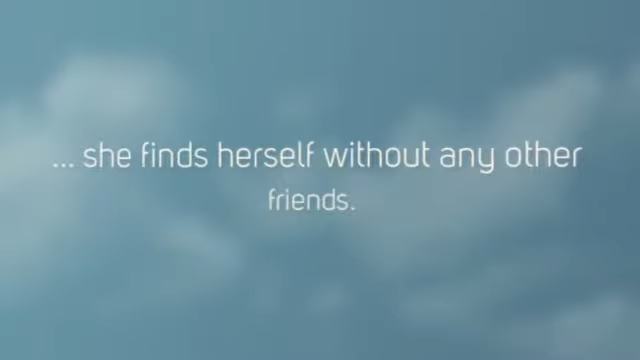 ... she finds herself without any other
friends.